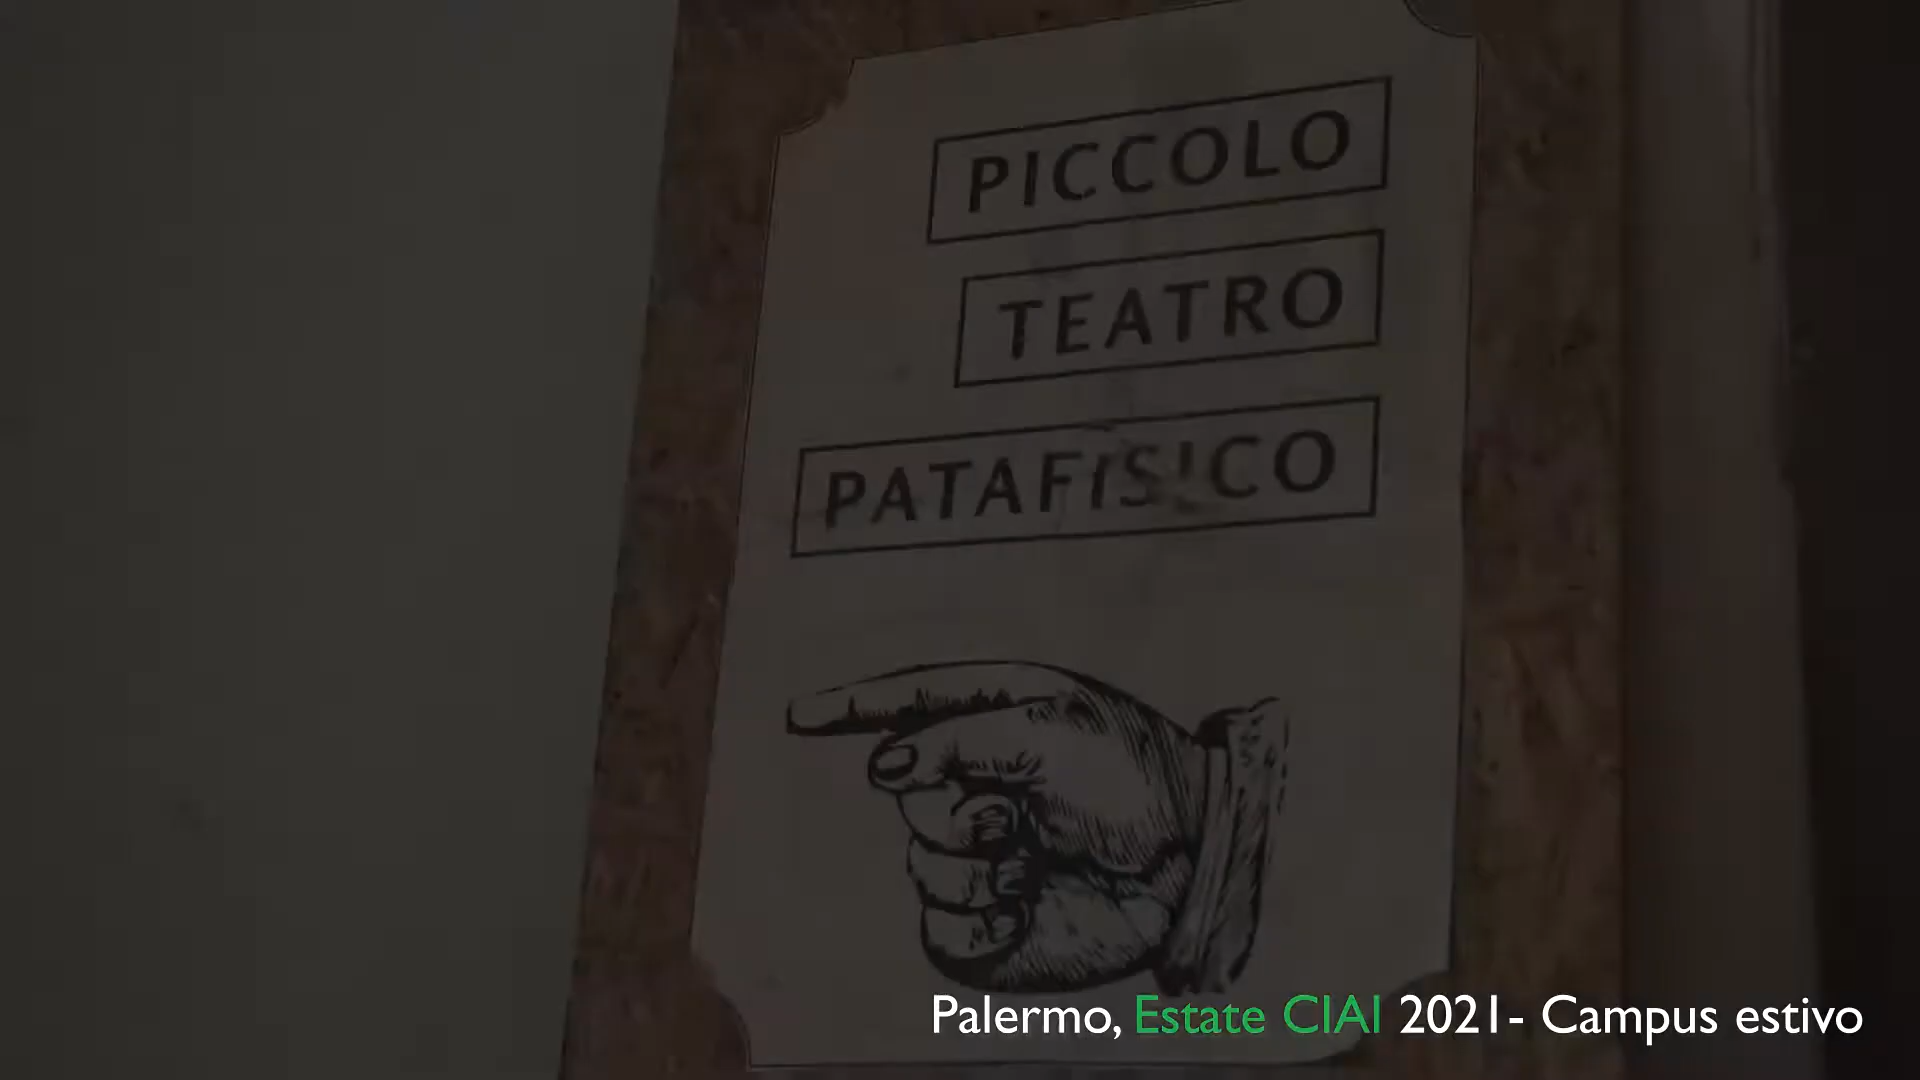 PICCOLO
TEATRO
PATAFISICO
Palermo, Estate CIAI 2021- Campus estivo